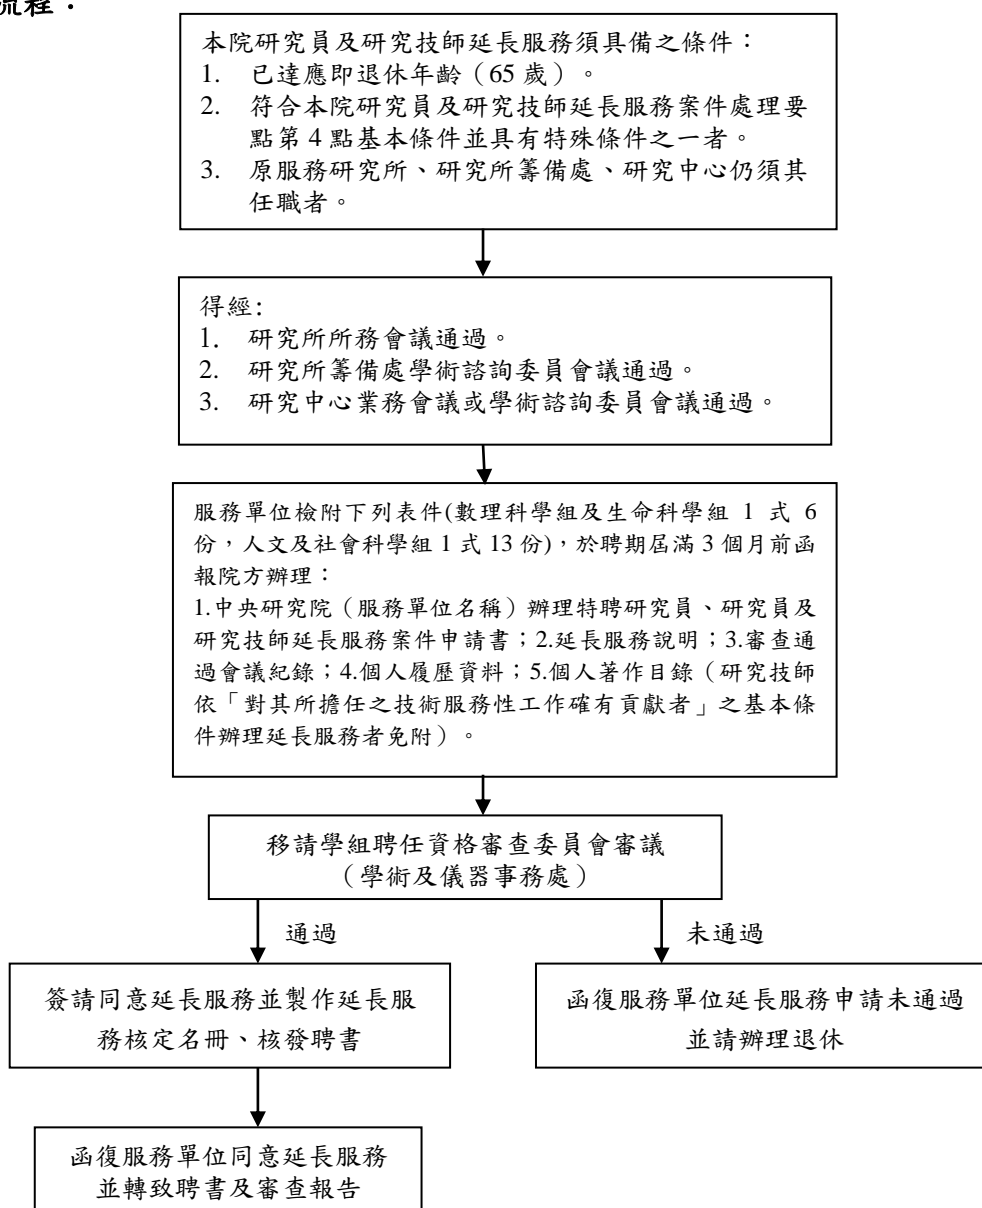 流程：
本院研究員及研究技師延長服務須具備之條件：
1. 已達應即退休年齡（65 歲）。
2. 符合本院研究員及研究技師延長服務案件處理要
點第 4 點基本條件並具有特殊條件之一者。
3. 原服務研究所、研究所籌備處、研究中心仍須其
任職者。
得經:
1. 研究所所務會議通過。
2. 研究所籌備處學術諮詢委員會議通過。
3. 研究中心業務會議或學術諮詢委員會議通過。
服務單位檢附下列表件(數理科學組及生命科學組 1 式 6
份，人文及社會科學組 1 式 13 份)，於聘期屆滿 3 個月前函
報院方辦理：
1.中央研究院（服務單位名稱）辦理特聘研究員、研究員及
研究技師延長服務案件申請書；2.延長服務說明；3.審查通
過會議紀錄；4.個人履歷資料；5.個人著作目錄（研究技師
依「對其所擔任之技術服務性工作確有貢獻者」之基本條
件辦理延長服務者免附）。
移請學組聘任資格審查委員會審議
（學術及儀器事務處）
通過
未通過
簽請同意延長服務並製作延長服
務核定名冊、核發聘書
函復服務單位延長服務申請未通過
並請辦理退休
函復服務單位同意延長服務
並轉致聘書及審查報告